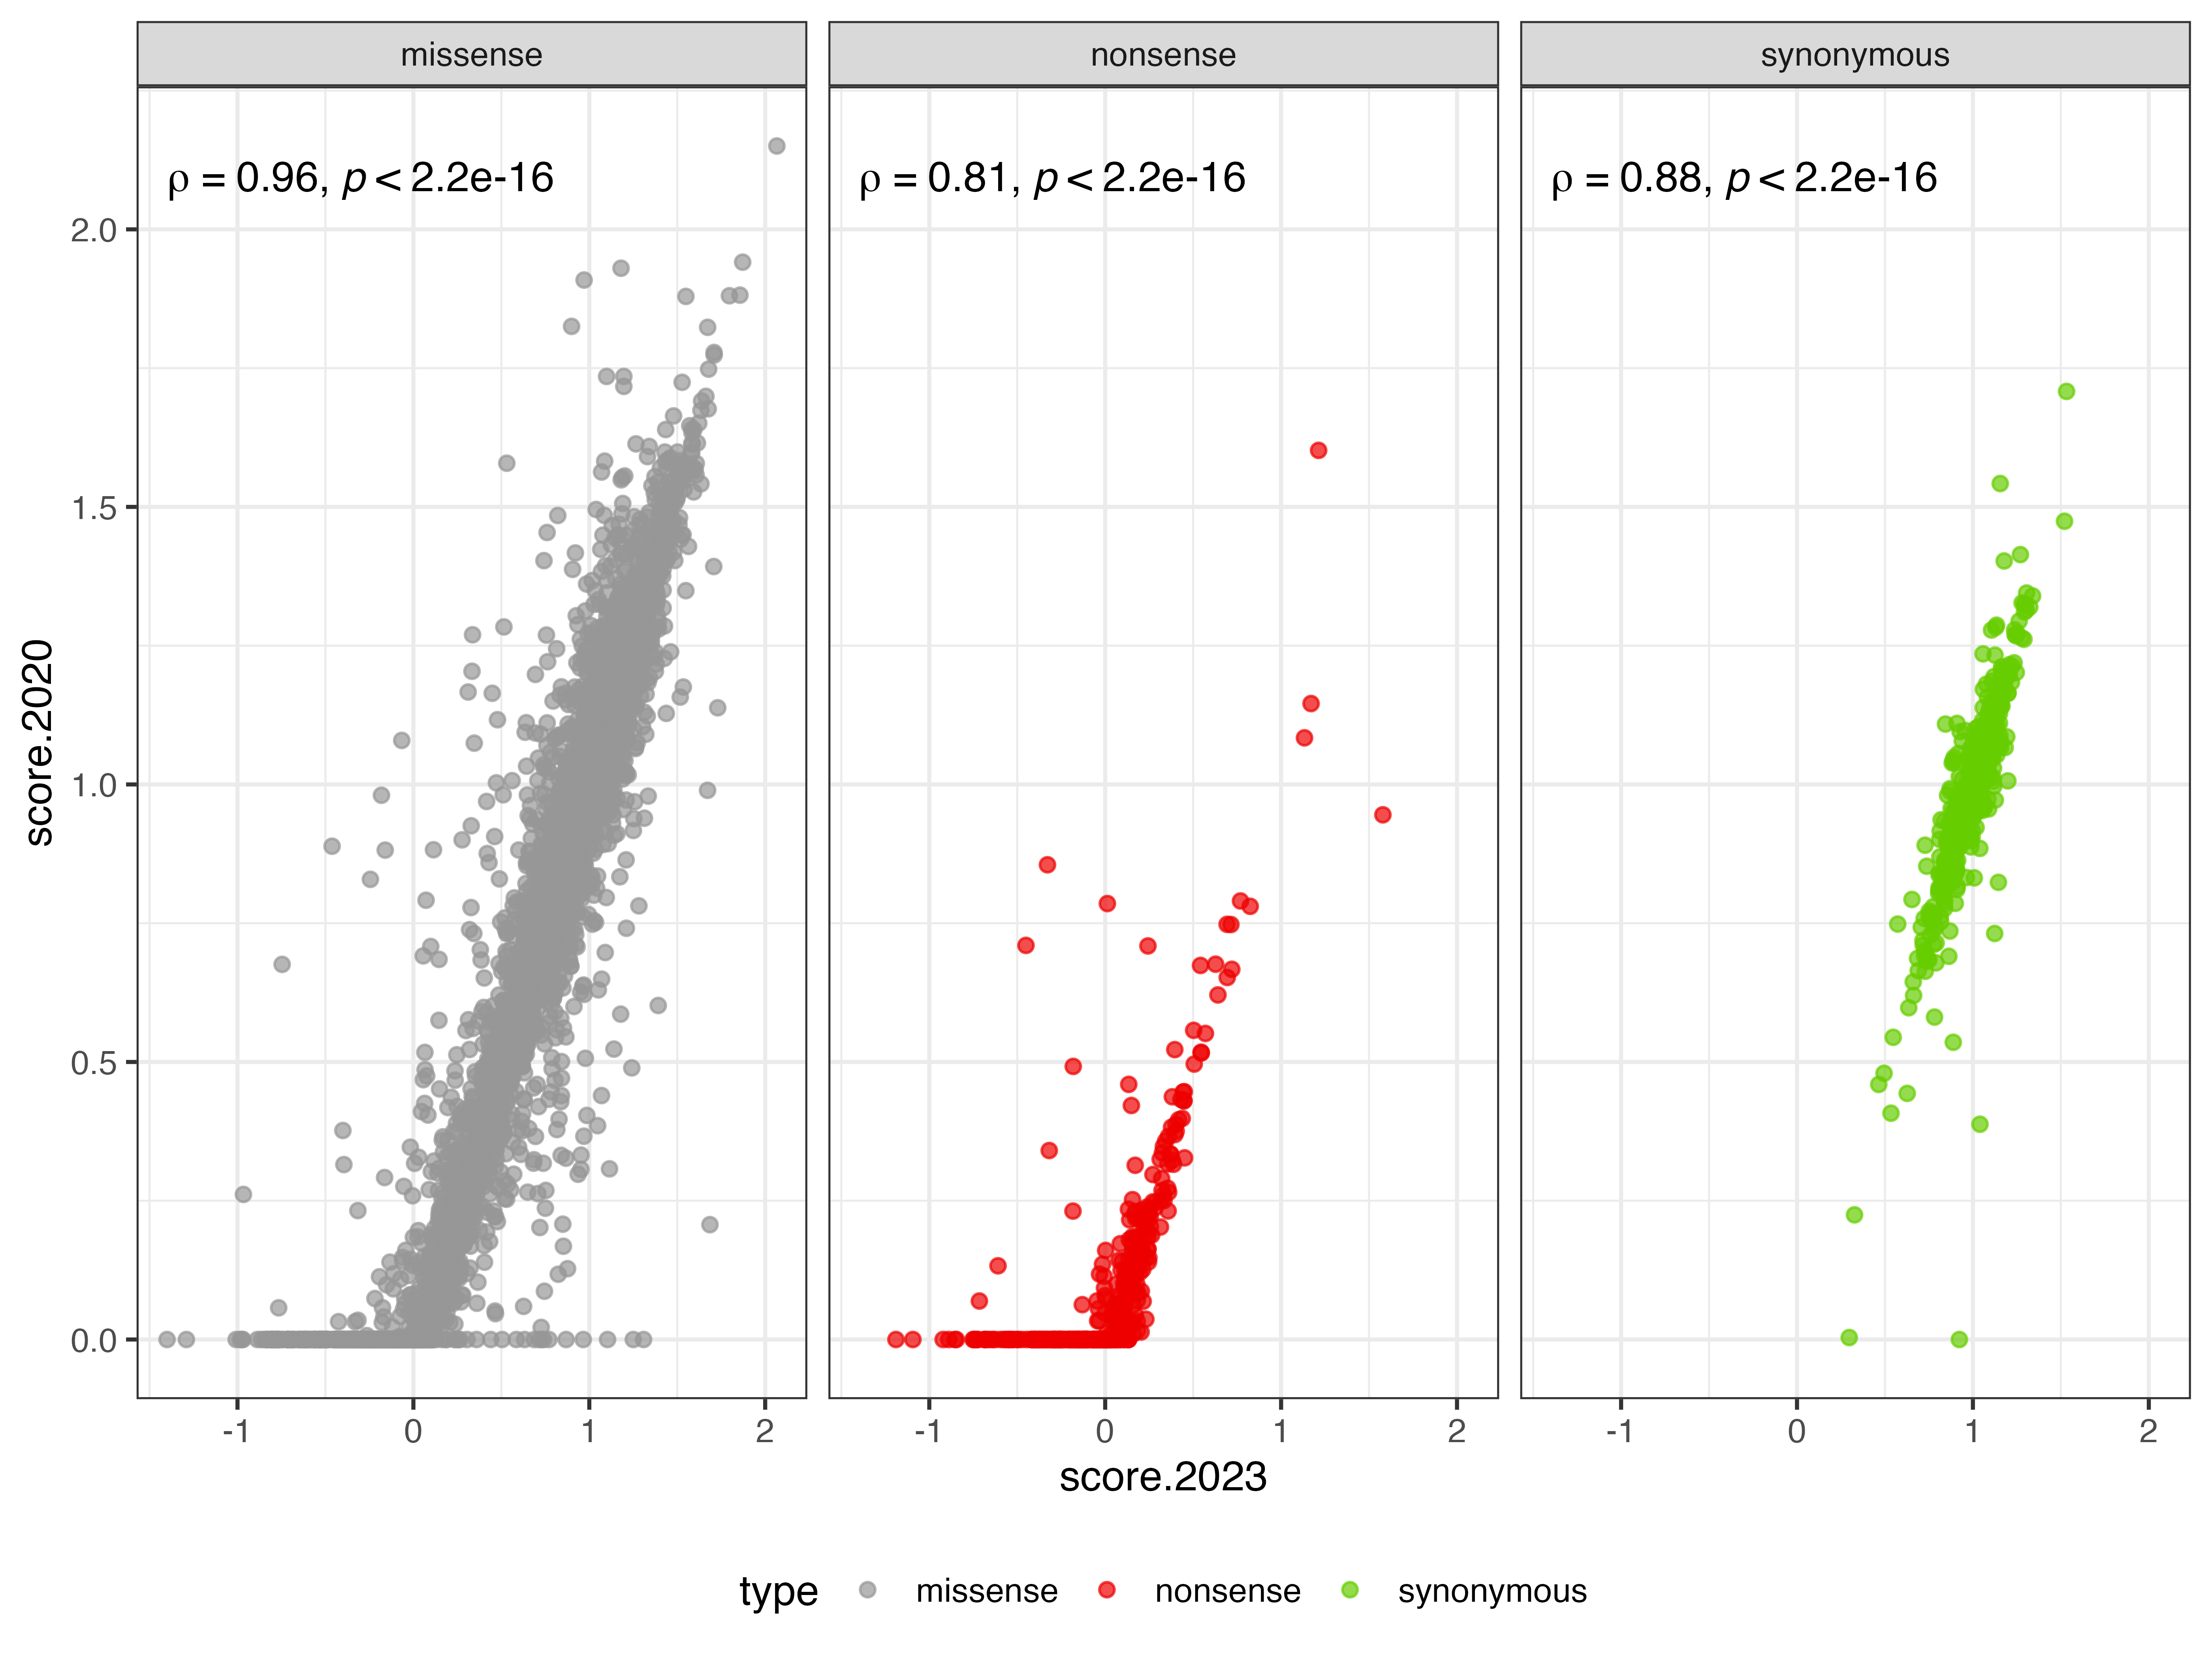 missense nonsense synonymous
ρ = 0.96, p < 2.2e-16 ρ = 0.81, p < 2.2e-16 ρ = 0.88, p < 2.2e-16
2.0
1.5
1.0
0.5
0.0
score.2020
-1 0 1 2 -1 0 1 2 -1 0 1 2
score.2023
type missense nonsense synonymous